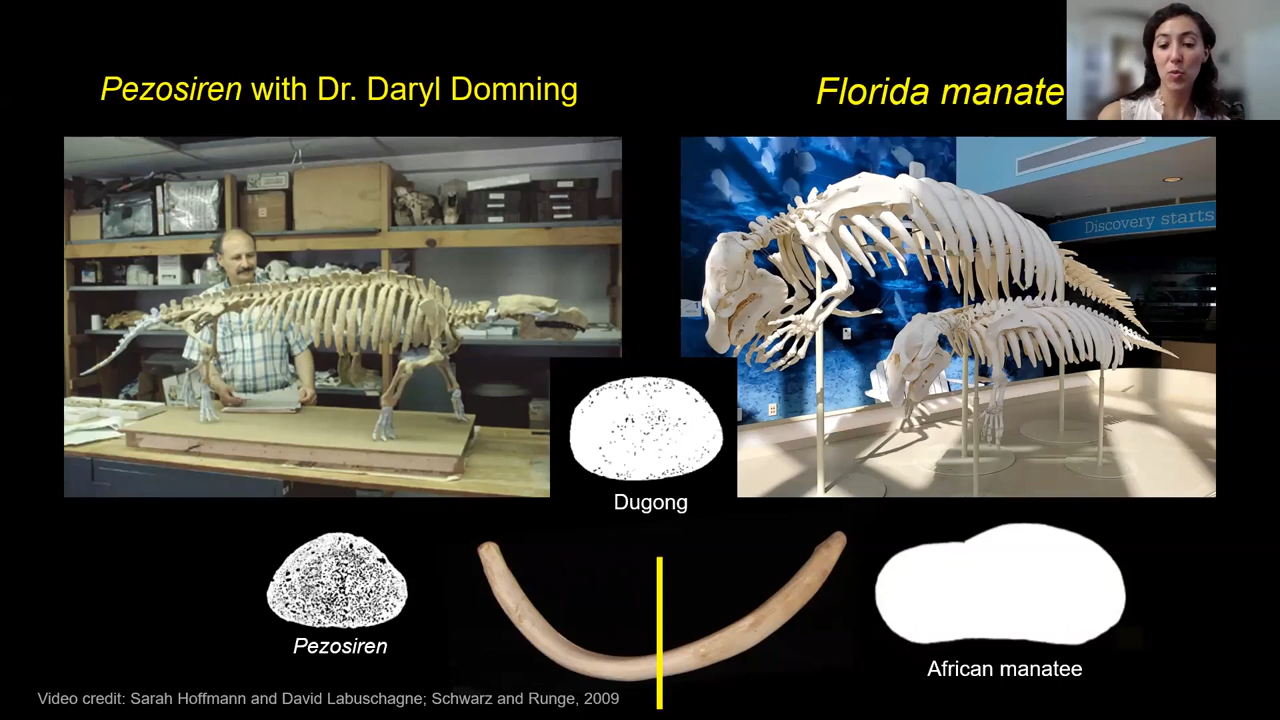 Pezosiren with Dr. Daryl Domning
Florida manate
Discovery starts
Dugong
Pezosiren
African manatee
Video credit: Sarah Hoffmann and David Labuschagne; Schwarz and Runge, 2009